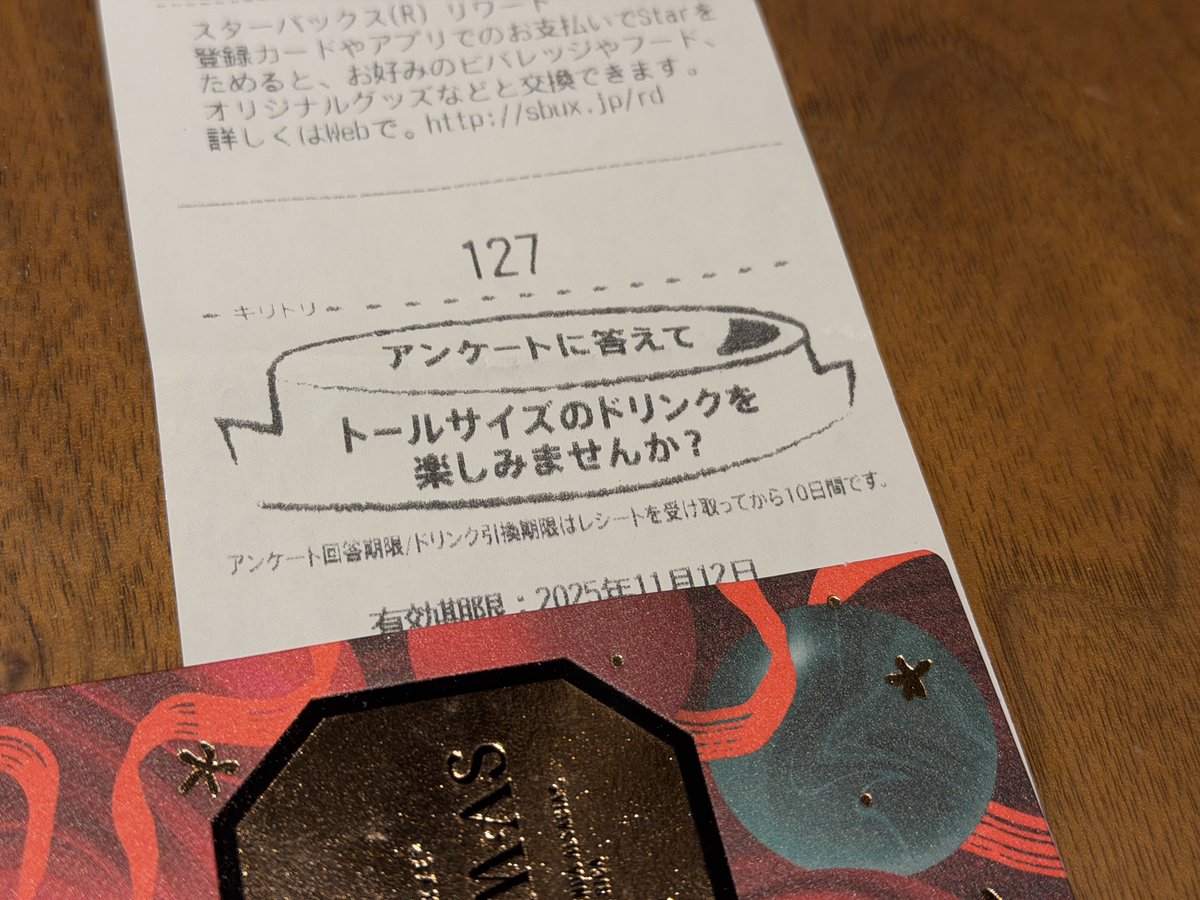 スターバックス(R) リワード
登録カードやアプリでのお支払いでStarを
ためると、お好みのビバレッジやフード、
オリジナルグッズなどと交換できます。
詳しくはWebで。http://sbux.jp/rd
127
キリトリ
アンケートに答えて
トールサイズのドリンクを
楽しみませんか?
アンケート回答期限/ドリンク引換期限はレシートを受け取ってから10日間です。
有効期限:2025年11月12日